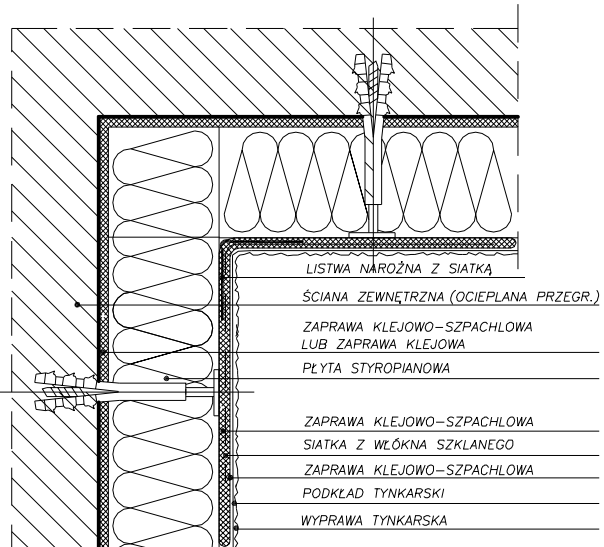 LISTWA NAROŻNA Z SIATKĄ
ŚCIANA ZEWNĘTRZNA (OCIEPLANA PRZEGR.)
ZAPRAWA KLEJOWO-SZPACHLOWA
LUB ZAPRAWA KLEJOWA
PŁYTA STYROPIANOWA
ZAPRAWA KLEJOWO-SZPACHLOWA
SIATKA Z WŁÓKNA SZKLANEGO
ZAPRAWA KLEJOWO-SZPACHLOWA
PODKŁAD TYNKARSKI
WYPRAWA TYNKARSKA